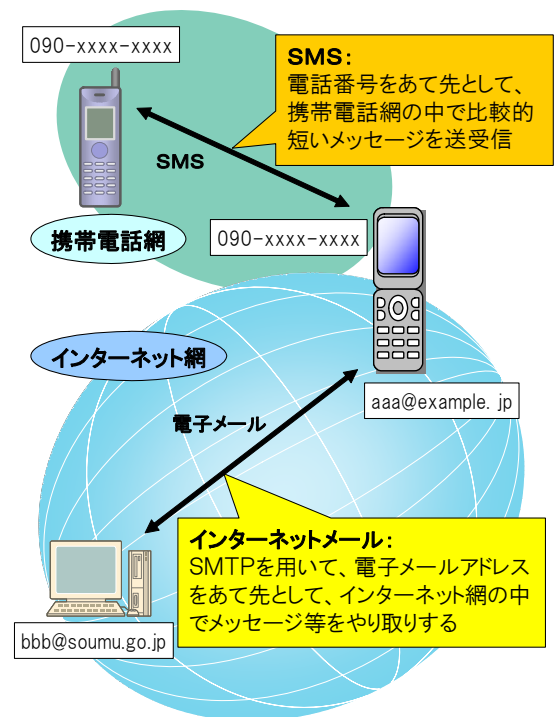 090-xxxx-xxxx
SMS：
電話番号をあて先として、
携帯電話網の中で比較的
短いメッセージを送受信
SMS
携帯電話網
090-xxxx-xxxx
インターネット網
aaa@example. jp
電子メール
インターネットメール：
SMTPを用いて、電子メールアドレス
をあて先として、インターネット網の中
でメッセージ等をやり取りする
bbb@soumu.go.jp